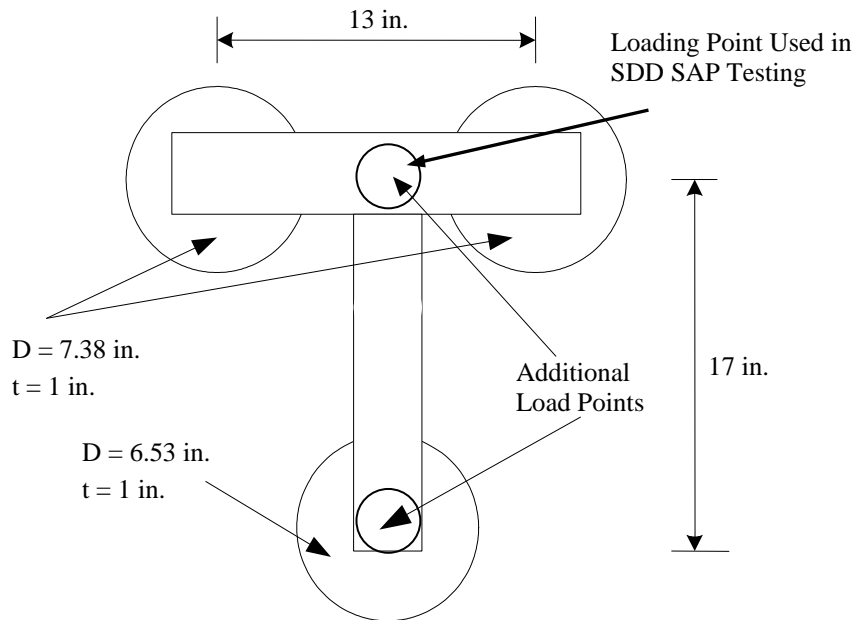 13 in.
Loading Point Used in
SDD SAP Testing
D = 7.38 in.
t = 1 in.
Additional
Load Points
17 in.
D = 6.53 in.
t = 1 in.